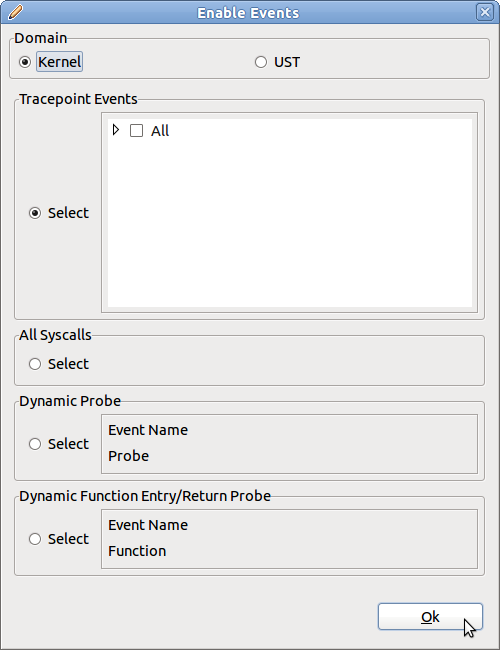 Enable Events
Domain
Kernel UST
Tracepoint Events
All
Select
All Syscalls
Select
Dynamic Probe
Event Name
Select
Probe
Dynamic Function Entry/Return Probe
Event Name
Select
Function
Ok